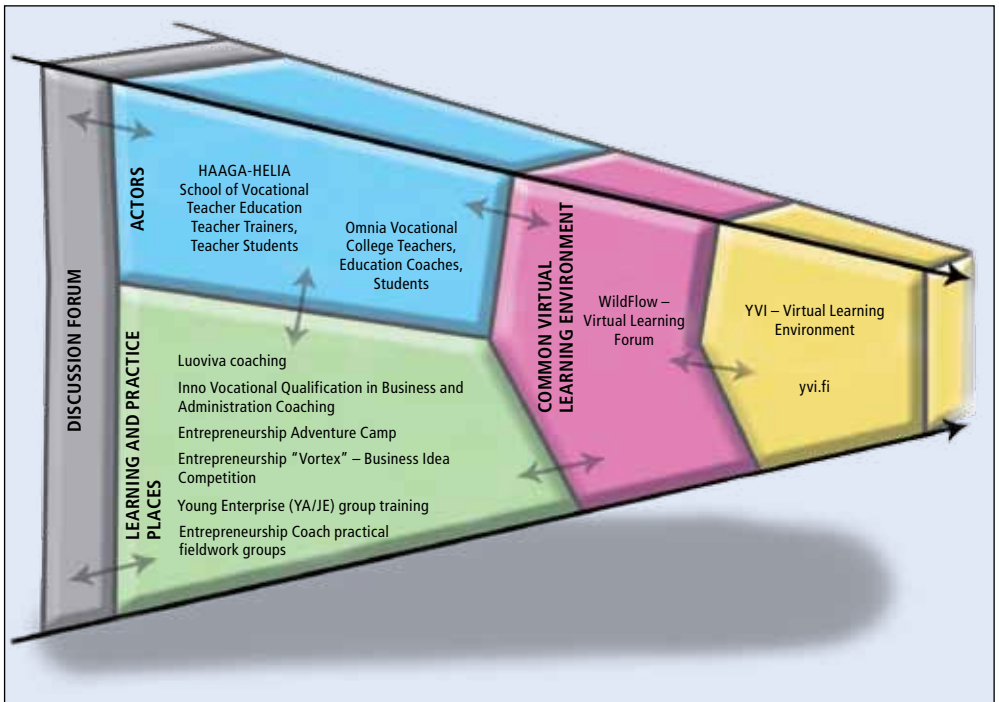 DISCUSSION FORUM
ACTORS
HAAGA-HELIA
School of Vocational
Teacher Education
Teacher Trainers,
Teacher Students
Omnia Vocational
College Teachers,
Education Coaches,
Students
LEARNING AND PRACTICE
PLACES
Luoviva coaching
Inno Vocational Qualification in Business and
Administration Coaching
Entrepreneurship Adventure Camp
Entrepreneurship ”Vortex” – Business Idea
Competition
Young Enterprise (YA/JE) group training
Entrepreneurship Coach practical
fieldwork groups
COMMON VIRTUAL
LEARNING ENVIRONMENT
WildFlow –
Virtual Learning
Forum
YVI – Virtual Learning
Environment
yvi.fi